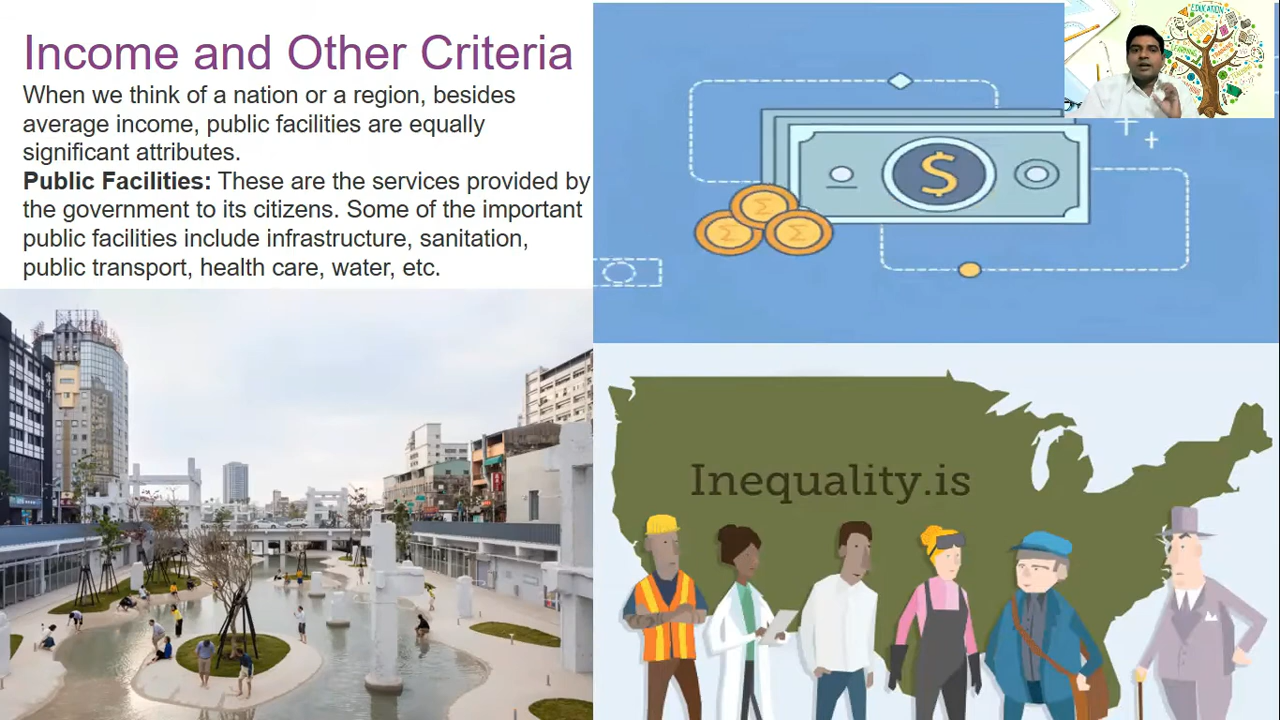 Income and Other Criteria
When we think of a nation or a region, besides
average income, public facilities are equally
significant attributes.
Public Facilities: These are the services provided by
the government to its citizens. Some of the important
public facilities include infrastructure, sanitation,
public transport, health care, water, etc.
$
Σ
Σ Σ
EDUCATION
Inequality.is